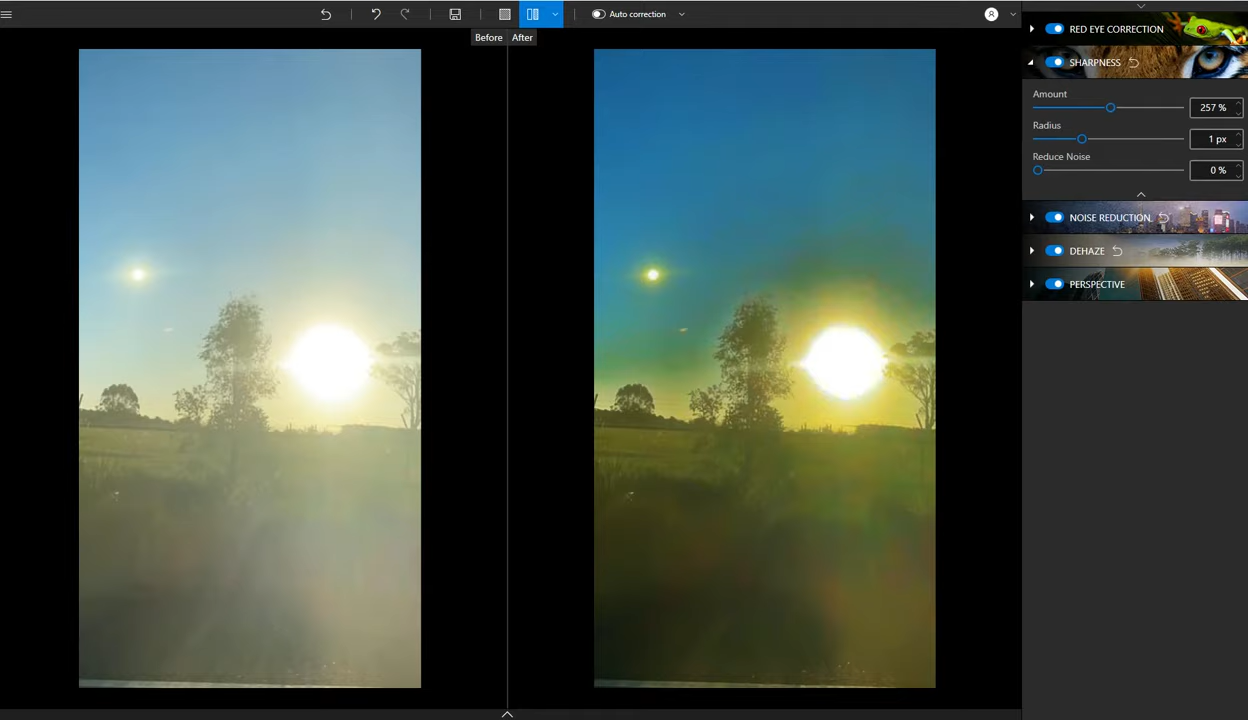 Auto correction
Before After
RED EYE CORRECTION
SHARPNESS
Amount
257 %
Radius
1 px
Reduce Noise
0 %
NOISE REDUCTION
DEHAZE
PERSPECTIVE